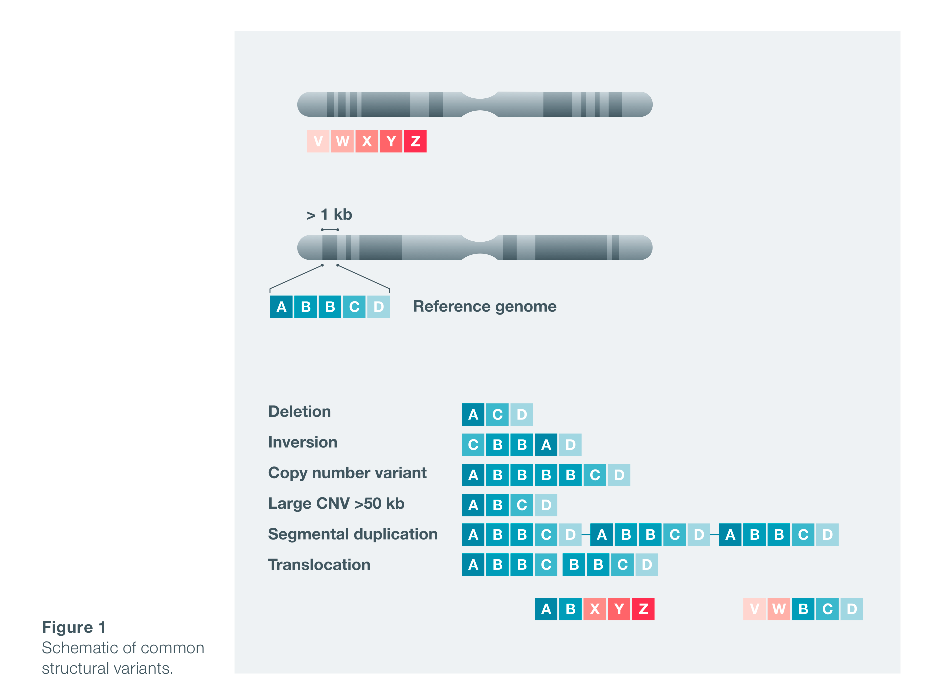 V W X Y Z
> 1 kb
A B B C D Reference genome
Deletion A C D
Inversion C B B A D
Copy number variant A B B B B C D
Large CNV >50 kb A B C D
Segmental duplication A B B C D A B B C D A B B C D
Translocation A B B C B B C D
A B X Y Z V W B C D
Figure 1
Schematic of common
structural variants.